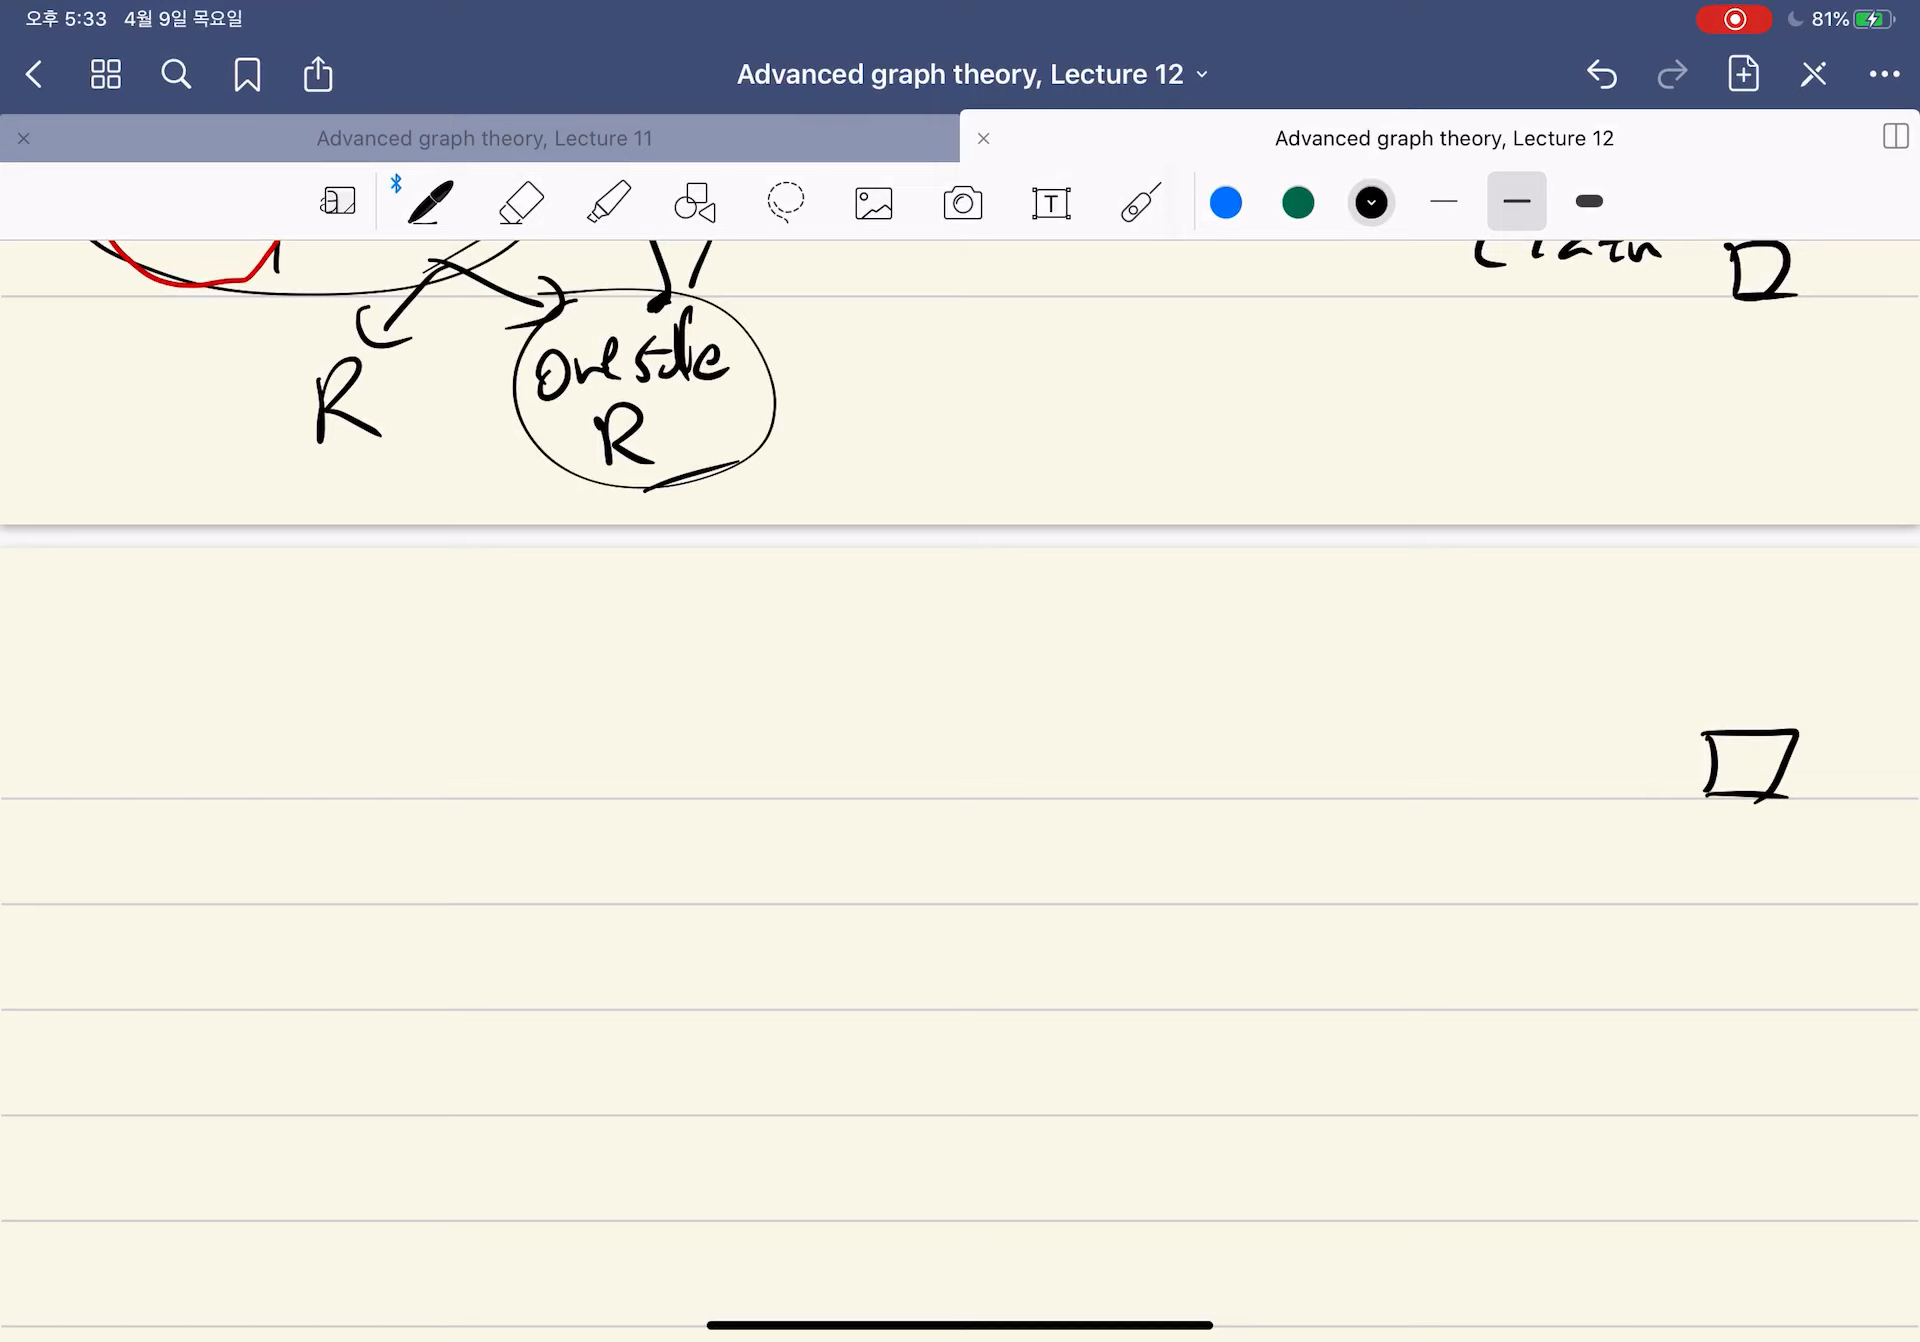 오후 5:33 4월 9일 목요일
81%
Advanced graph theory, Lecture 12
Advanced graph theory, Lecture 11
Advanced graph theory, Lecture 12
T
R
one side
R